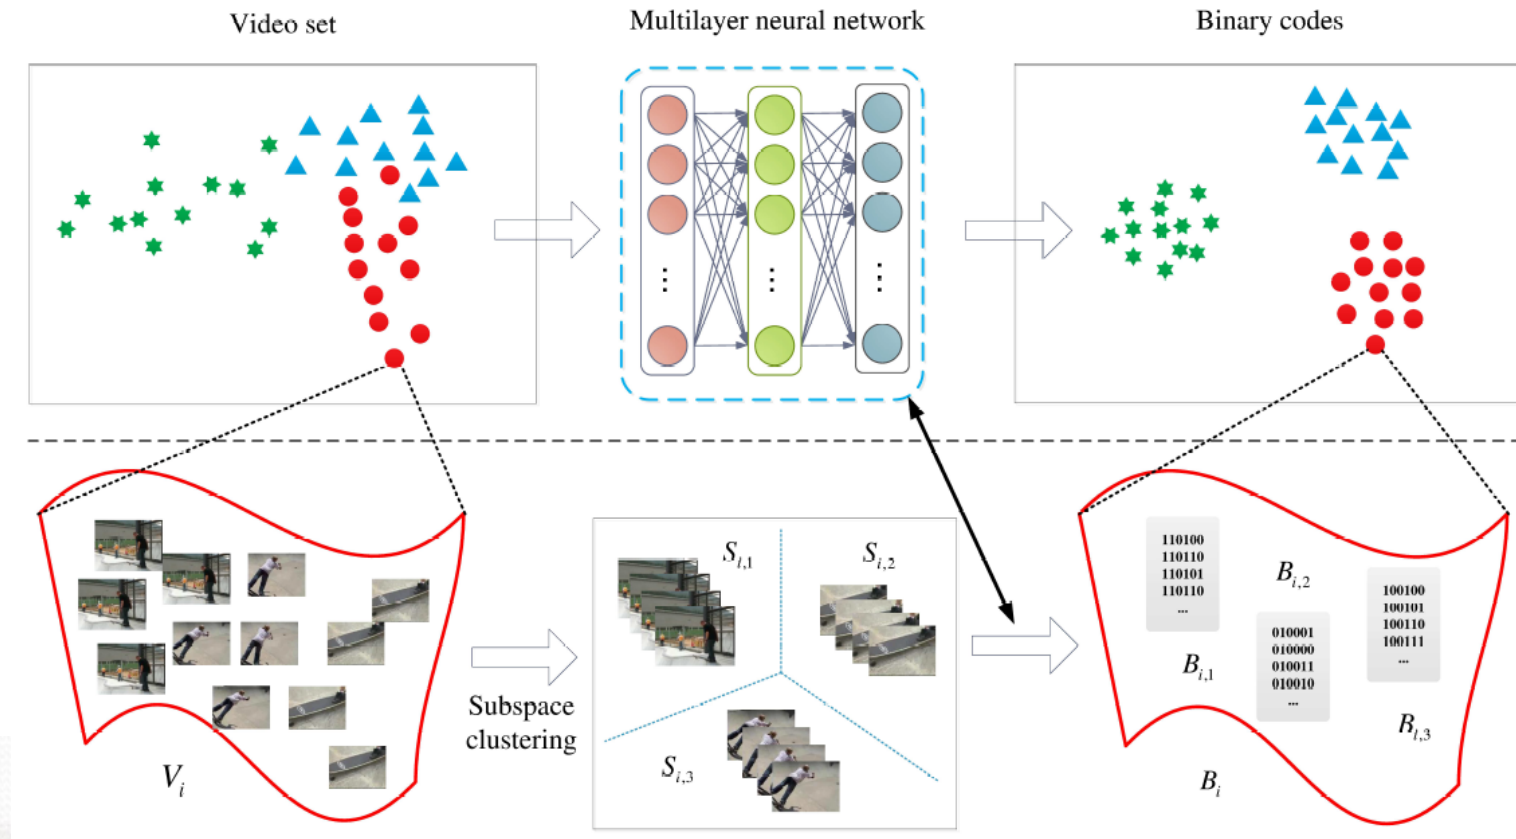 Video set
Multilayer neural network
Binary codes
S_{i,1}
S_{i,2}
S_{i,3}
Subspace
clustering
V_i
110100
110110
110101
110110
...
B_{i,1}
B_{i,2}
010001
010000
010011
010010
...
100100
100101
100110
100111
...
B_{i,3}
B_i